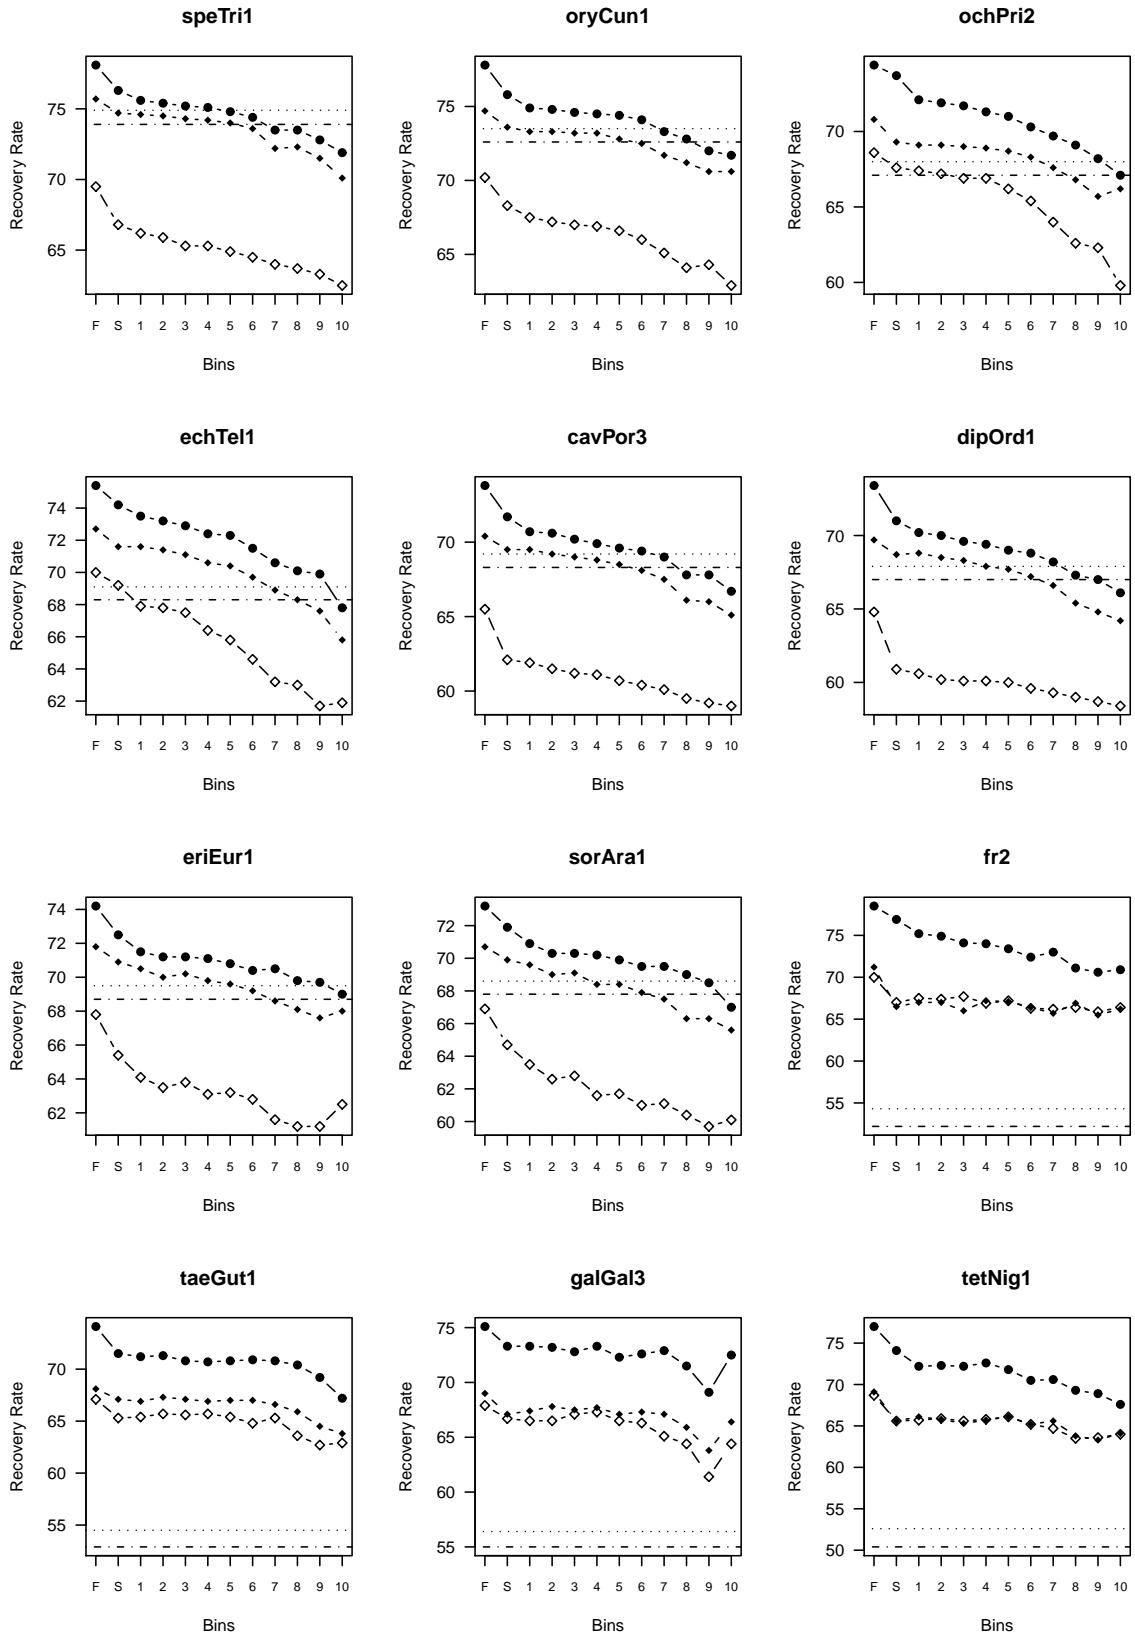 speTri1
oryCun1
ochPri2
75
70
65
Recovery Rate
F S 1 2 3 4 5 6 7 8 9 10
Bins
75
70
65
Recovery Rate
F S 1 2 3 4 5 6 7 8 9 10
Bins
70
65
60
Recovery Rate
F S 1 2 3 4 5 6 7 8 9 10
Bins
echTel1
cavPor3
dipOrd1
74
72
70
68
66
64
62
Recovery Rate
F S 1 2 3 4 5 6 7 8 9 10
Bins
70
65
60
Recovery Rate
F S 1 2 3 4 5 6 7 8 9 10
Bins
70
65
60
Recovery Rate
F S 1 2 3 4 5 6 7 8 9 10
Bins
eriEur1
sorAra1
fr2
74
72
70
68
66
64
62
Recovery Rate
F S 1 2 3 4 5 6 7 8 9 10
Bins
72
70
68
66
64
62
60
Recovery Rate
F S 1 2 3 4 5 6 7 8 9 10
Bins
75
70
65
60
55
Recovery Rate
F S 1 2 3 4 5 6 7 8 9 10
Bins
taeGut1
galGal3
tetNig1
70
65
60
55
Recovery Rate
F S 1 2 3 4 5 6 7 8 9 10
Bins
75
70
65
60
55
Recovery Rate
F S 1 2 3 4 5 6 7 8 9 10
Bins
75
70
65
60
55
50
Recovery Rate
F S 1 2 3 4 5 6 7 8 9 10
Bins